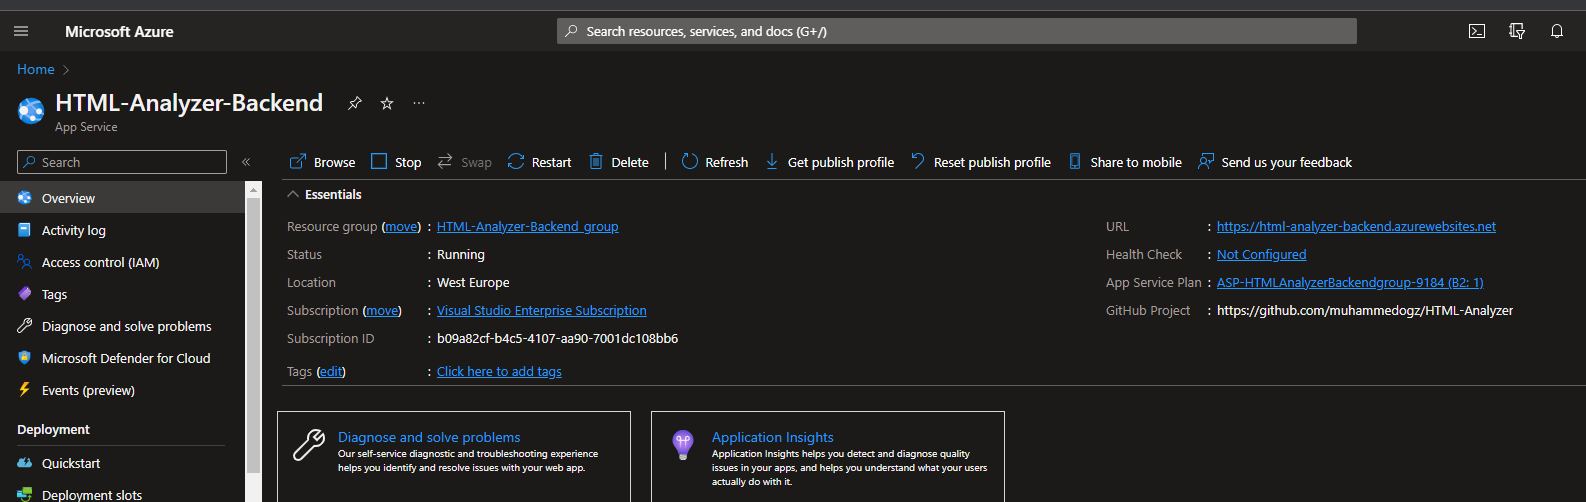 Microsoft Azure
Search resources, services, and docs (G+/)
Home
HTML-Analyzer-Backend
App Service
Search
Browse Stop Swap Restart Delete Refresh Get publish profile Reset publish profile Share to mobile Send us your feedback
Overview
Activity log
Access control (IAM)
Tags
Diagnose and solve problems
Microsoft Defender for Cloud
Events (preview)
Deployment
Quickstart
Deployment slots
Essentials
Resource group (move) : HTML-Analyzer-Backend_group
Status : Running
Location : West Europe
Subscription (move) : Visual Studio Enterprise Subscription
Subscription ID : b09a82cf-b4c5-4107-aa90-7001dc108bb6
Tags (edit) : Click here to add tags
URL : https://html-analyzer-backend.azurewebsites.net
Health Check : Not Configured
App Service Plan : ASP-HTMLAnalyzerBackendgroup-9184 (B2: 1)
GitHub Project : https://github.com/muhammedogz/HTML-Analyzer
Diagnose and solve problems
Our self-service diagnostic and troubleshooting experience
helps you identify and resolve issues with your web app.
Application Insights
Application Insights helps you detect and diagnose quality
issues in your apps, and helps you understand what your users
actually do with it.